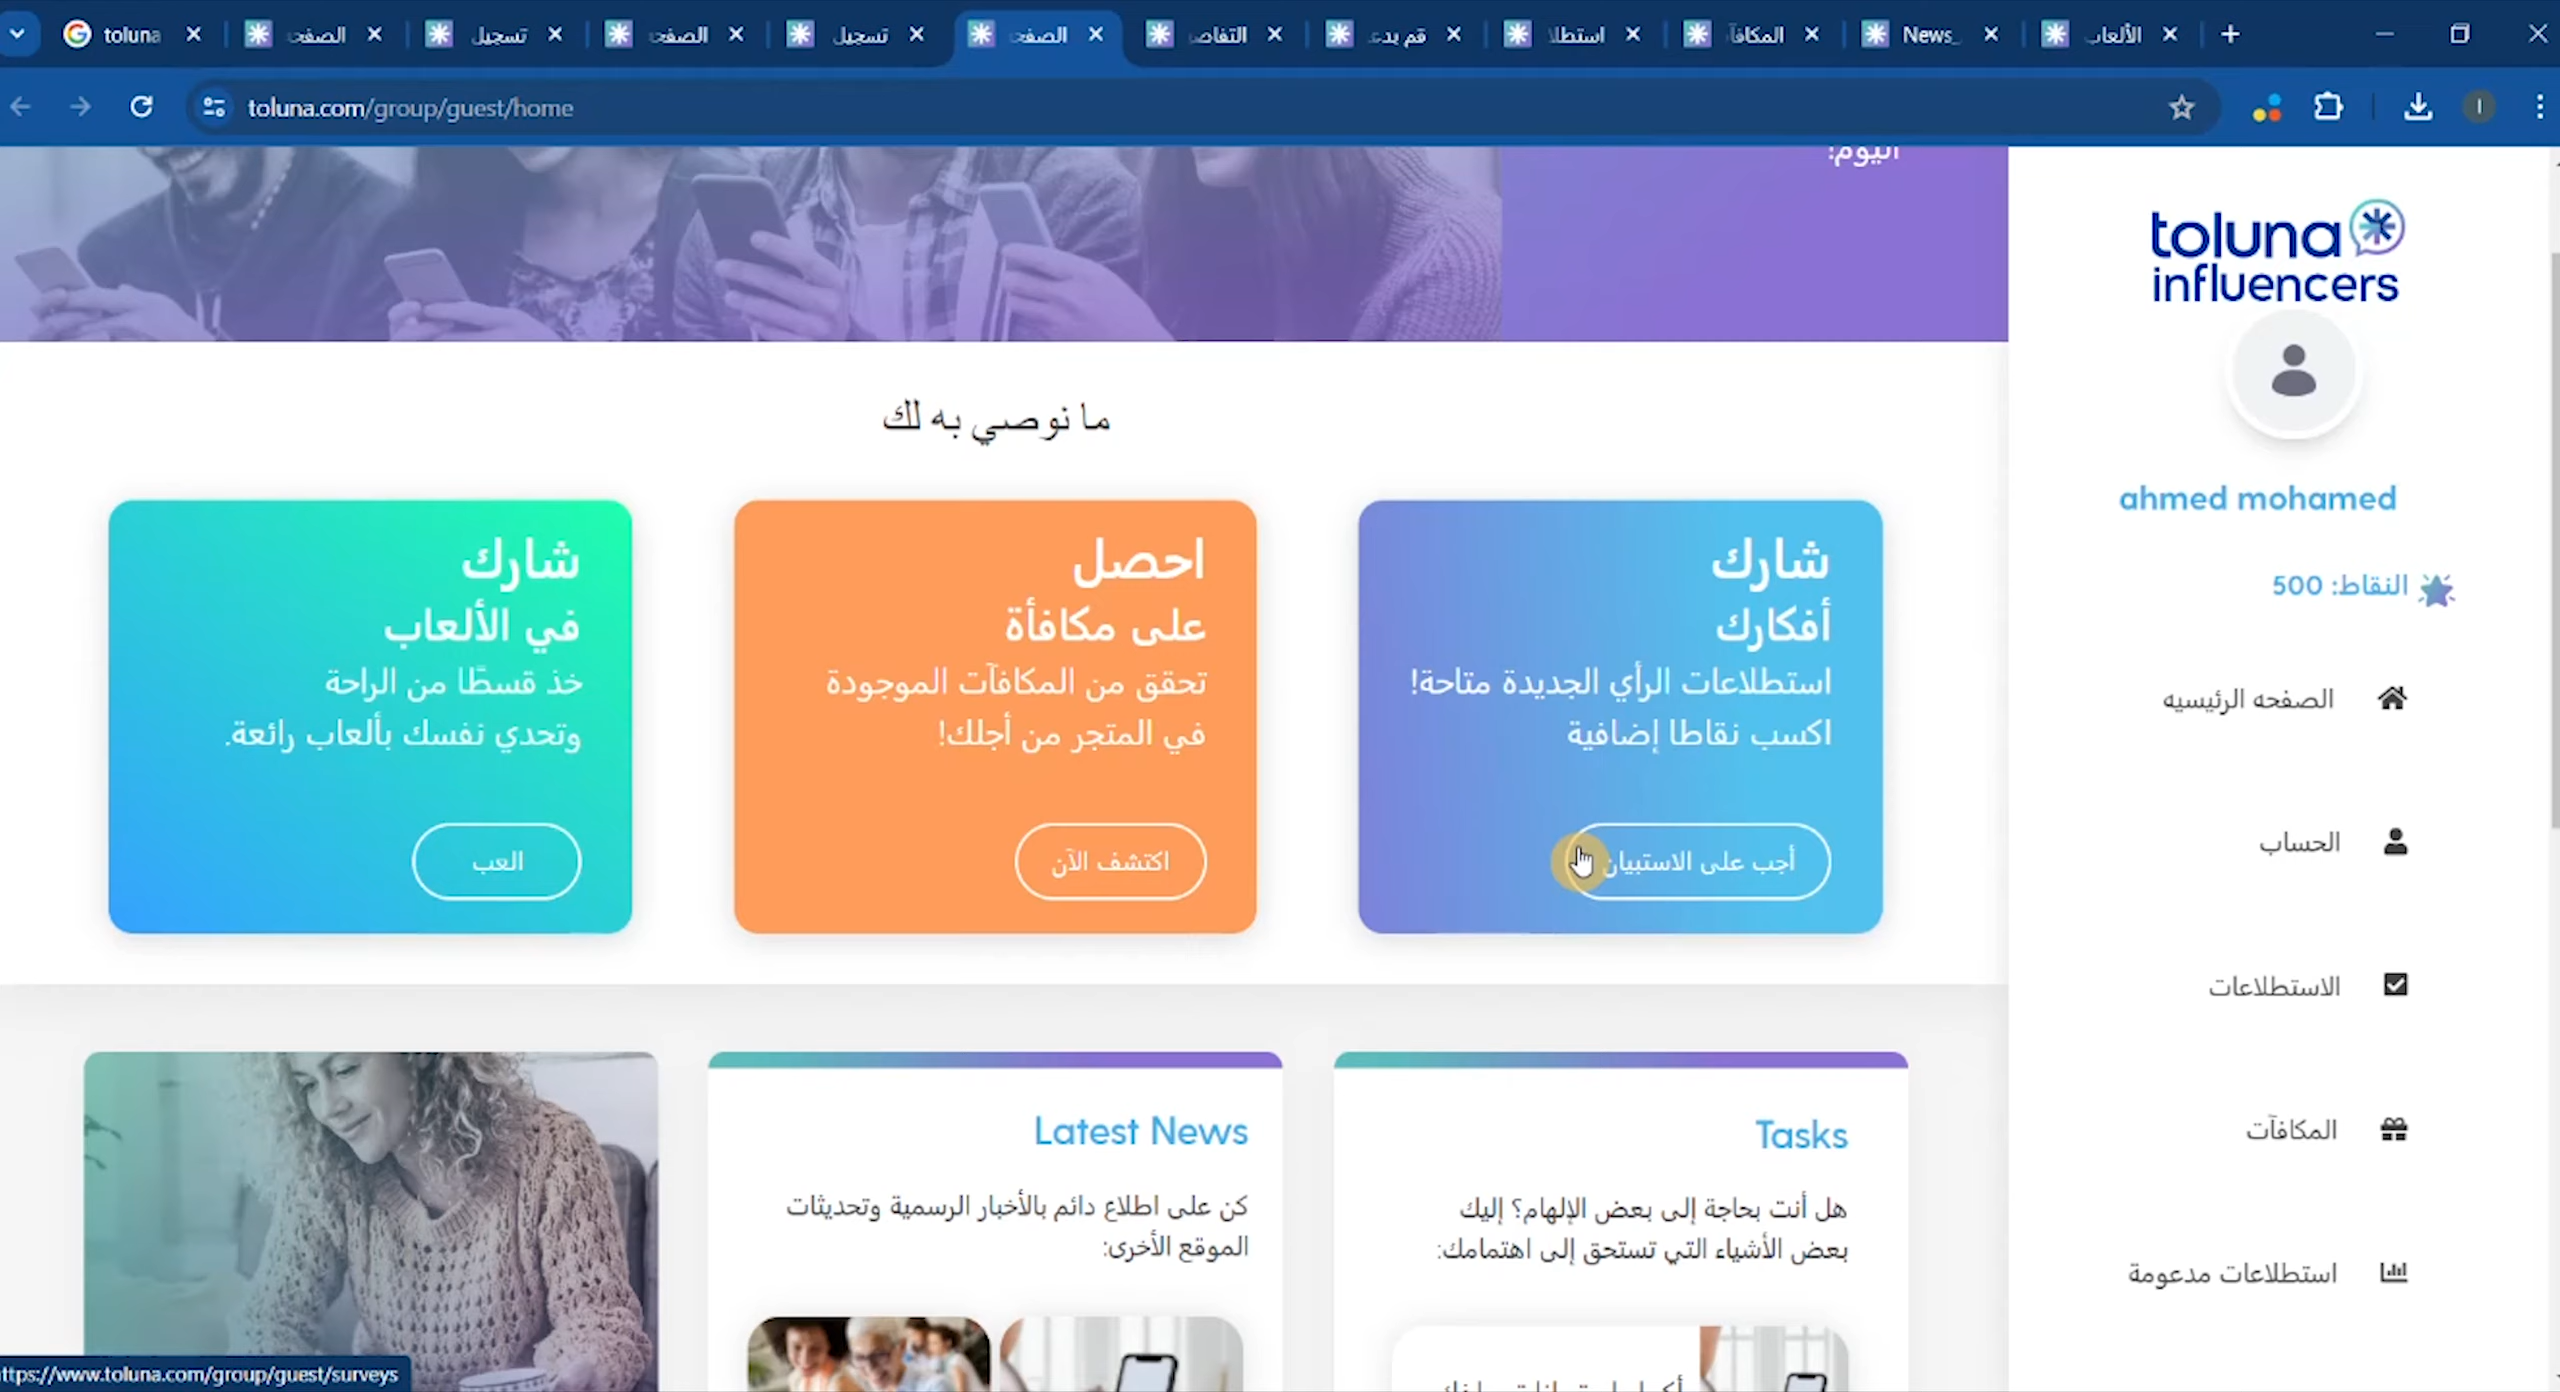 toluna
الصفح
تسجيل
الصفح
تسجيل
الصفح
التفاص
قم بدع
استطلا
المكافآ
News_
الألعاب
toluna.com/group/guest/home
اليوم!
toluna
influencers
ahmed mohamed
النقاط: 500
الصفحه الرئيسيه
الحساب
الاستطلاعات
المكافآت
استطلاعات مدعومة
ما نوصي به لك
شارك
أفكارك
استطلاعات الرأي الجديدة متاحة!
اكسب نقاطا إضافية
أجب على الاستبيان
احصل
على مكافأة
تحقق من المكافآت الموجودة
في المتجر من أجلك!
اكتشف الآن
شارك
في الألعاب
خذ قسطًا من الراحة
وتحدي نفسك بألعاب رائعة.
العب
Tasks
هل أنت بحاجة إلى بعض الإلهام؟ إليك
بعض الأشياء التي تستحق إلى اهتمامك:
Latest News
كن على اطلاع دائم بالأخبار الرسمية وتحديثات
الموقع الأخرى:
ttps://www.toluna.com/group/guest/surveys